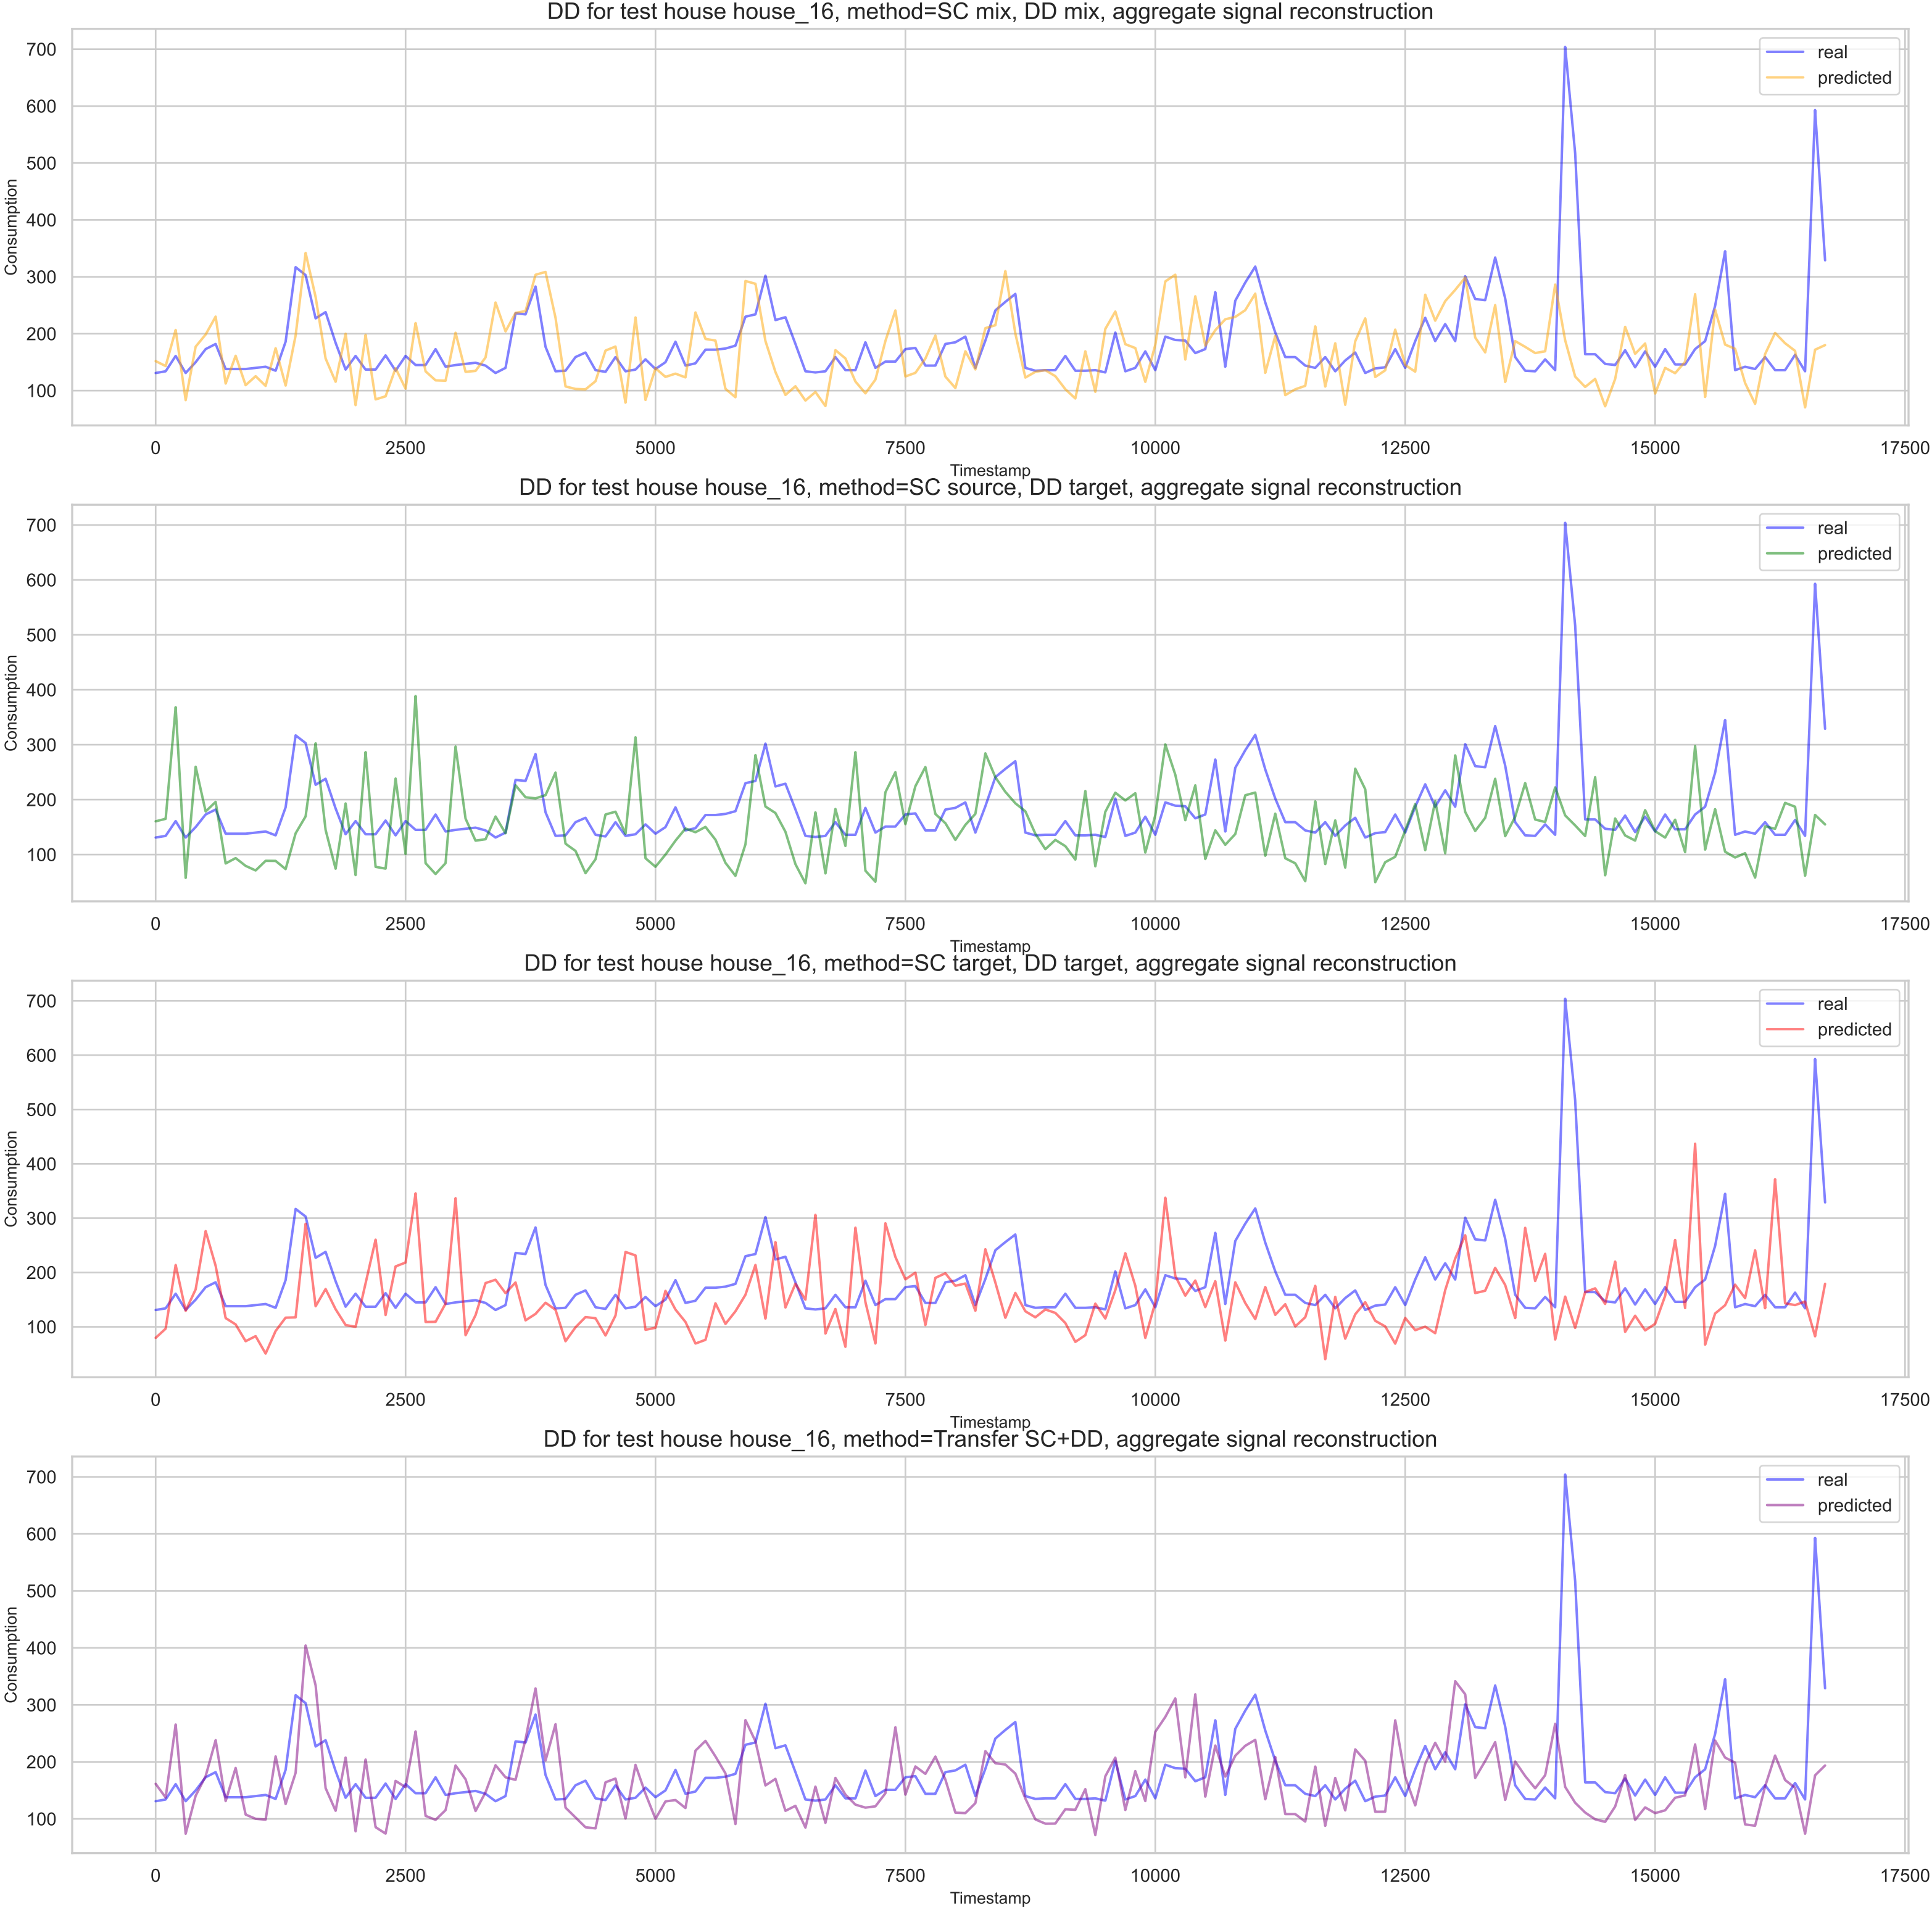 DD for test house house_16, method=SC mix, DD mix, aggregate signal reconstruction
700
600
500
400
300
200
100
Consumption
real
predicted
0 2500 5000 7500 10000 12500 15000 17500
Timestamp
DD for test house house_16, method=SC source, DD target, aggregate signal reconstruction
700
600
500
400
300
200
100
Consumption
real
predicted
0 2500 5000 7500 10000 12500 15000 17500
Timestamp
DD for test house house_16, method=SC target, DD target, aggregate signal reconstruction
700
600
500
400
300
200
100
Consumption
real
predicted
0 2500 5000 7500 10000 12500 15000 17500
Timestamp
DD for test house house_16, method=Transfer SC+DD, aggregate signal reconstruction
700
600
500
400
300
200
100
Consumption
real
predicted
0 2500 5000 7500 10000 12500 15000 17500
Timestamp